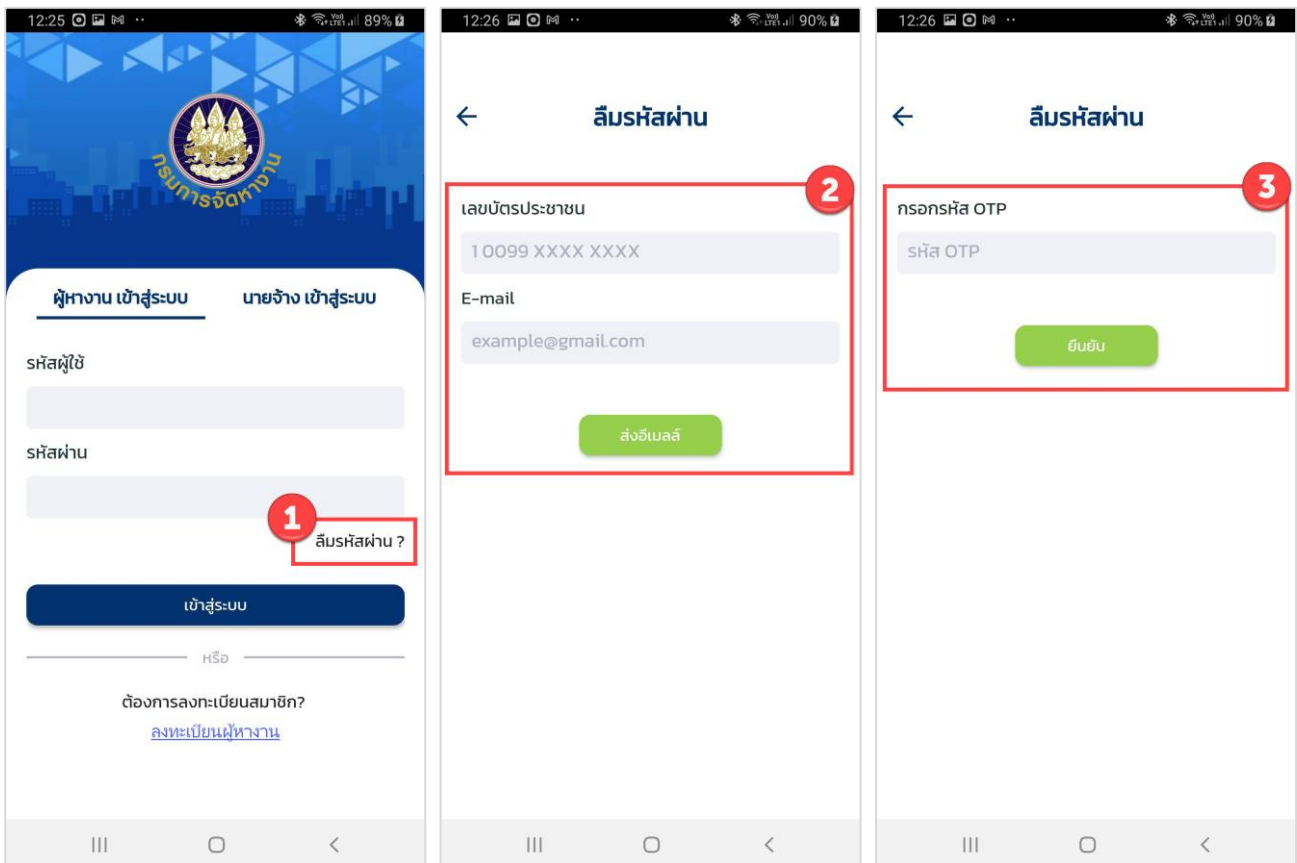 12:25
89%
กรมการจัดหางาน
ผู้หางาน เข้าสู่ระบบ
นายจ้าง เข้าสู่ระบบ
รหัสผู้ใช้
รหัสผ่าน
1
ลืมรหัสผ่าน ?
เข้าสู่ระบบ
หรือ
ต้องการลงทะเบียนสมาชิก?
ลงทะเบียนผู้หางาน
12:26
90%
ลืมรหัสผ่าน
2
เลขบัตรประชาชน
1 0099 XXXX XXXX
E-mail
example@gmail.com
ส่งอีเมลล์
12:26
90%
ลืมรหัสผ่าน
3
กรอกรหัส OTP
รหัส OTP
ยืนยัน